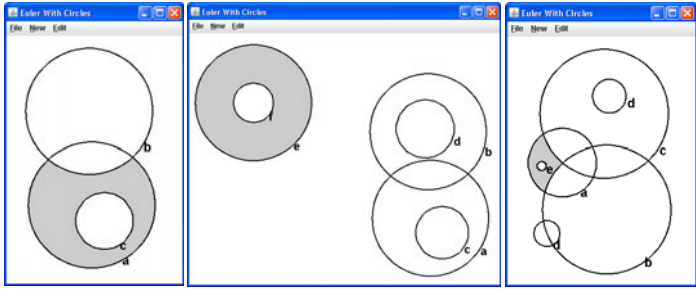 Euler With Circles
File New Edit
b
c
a
Euler With Circles
File New Edit
f
e
d
b
c a
Euler With Circles
File New Edit
d
c
e
a
d
b